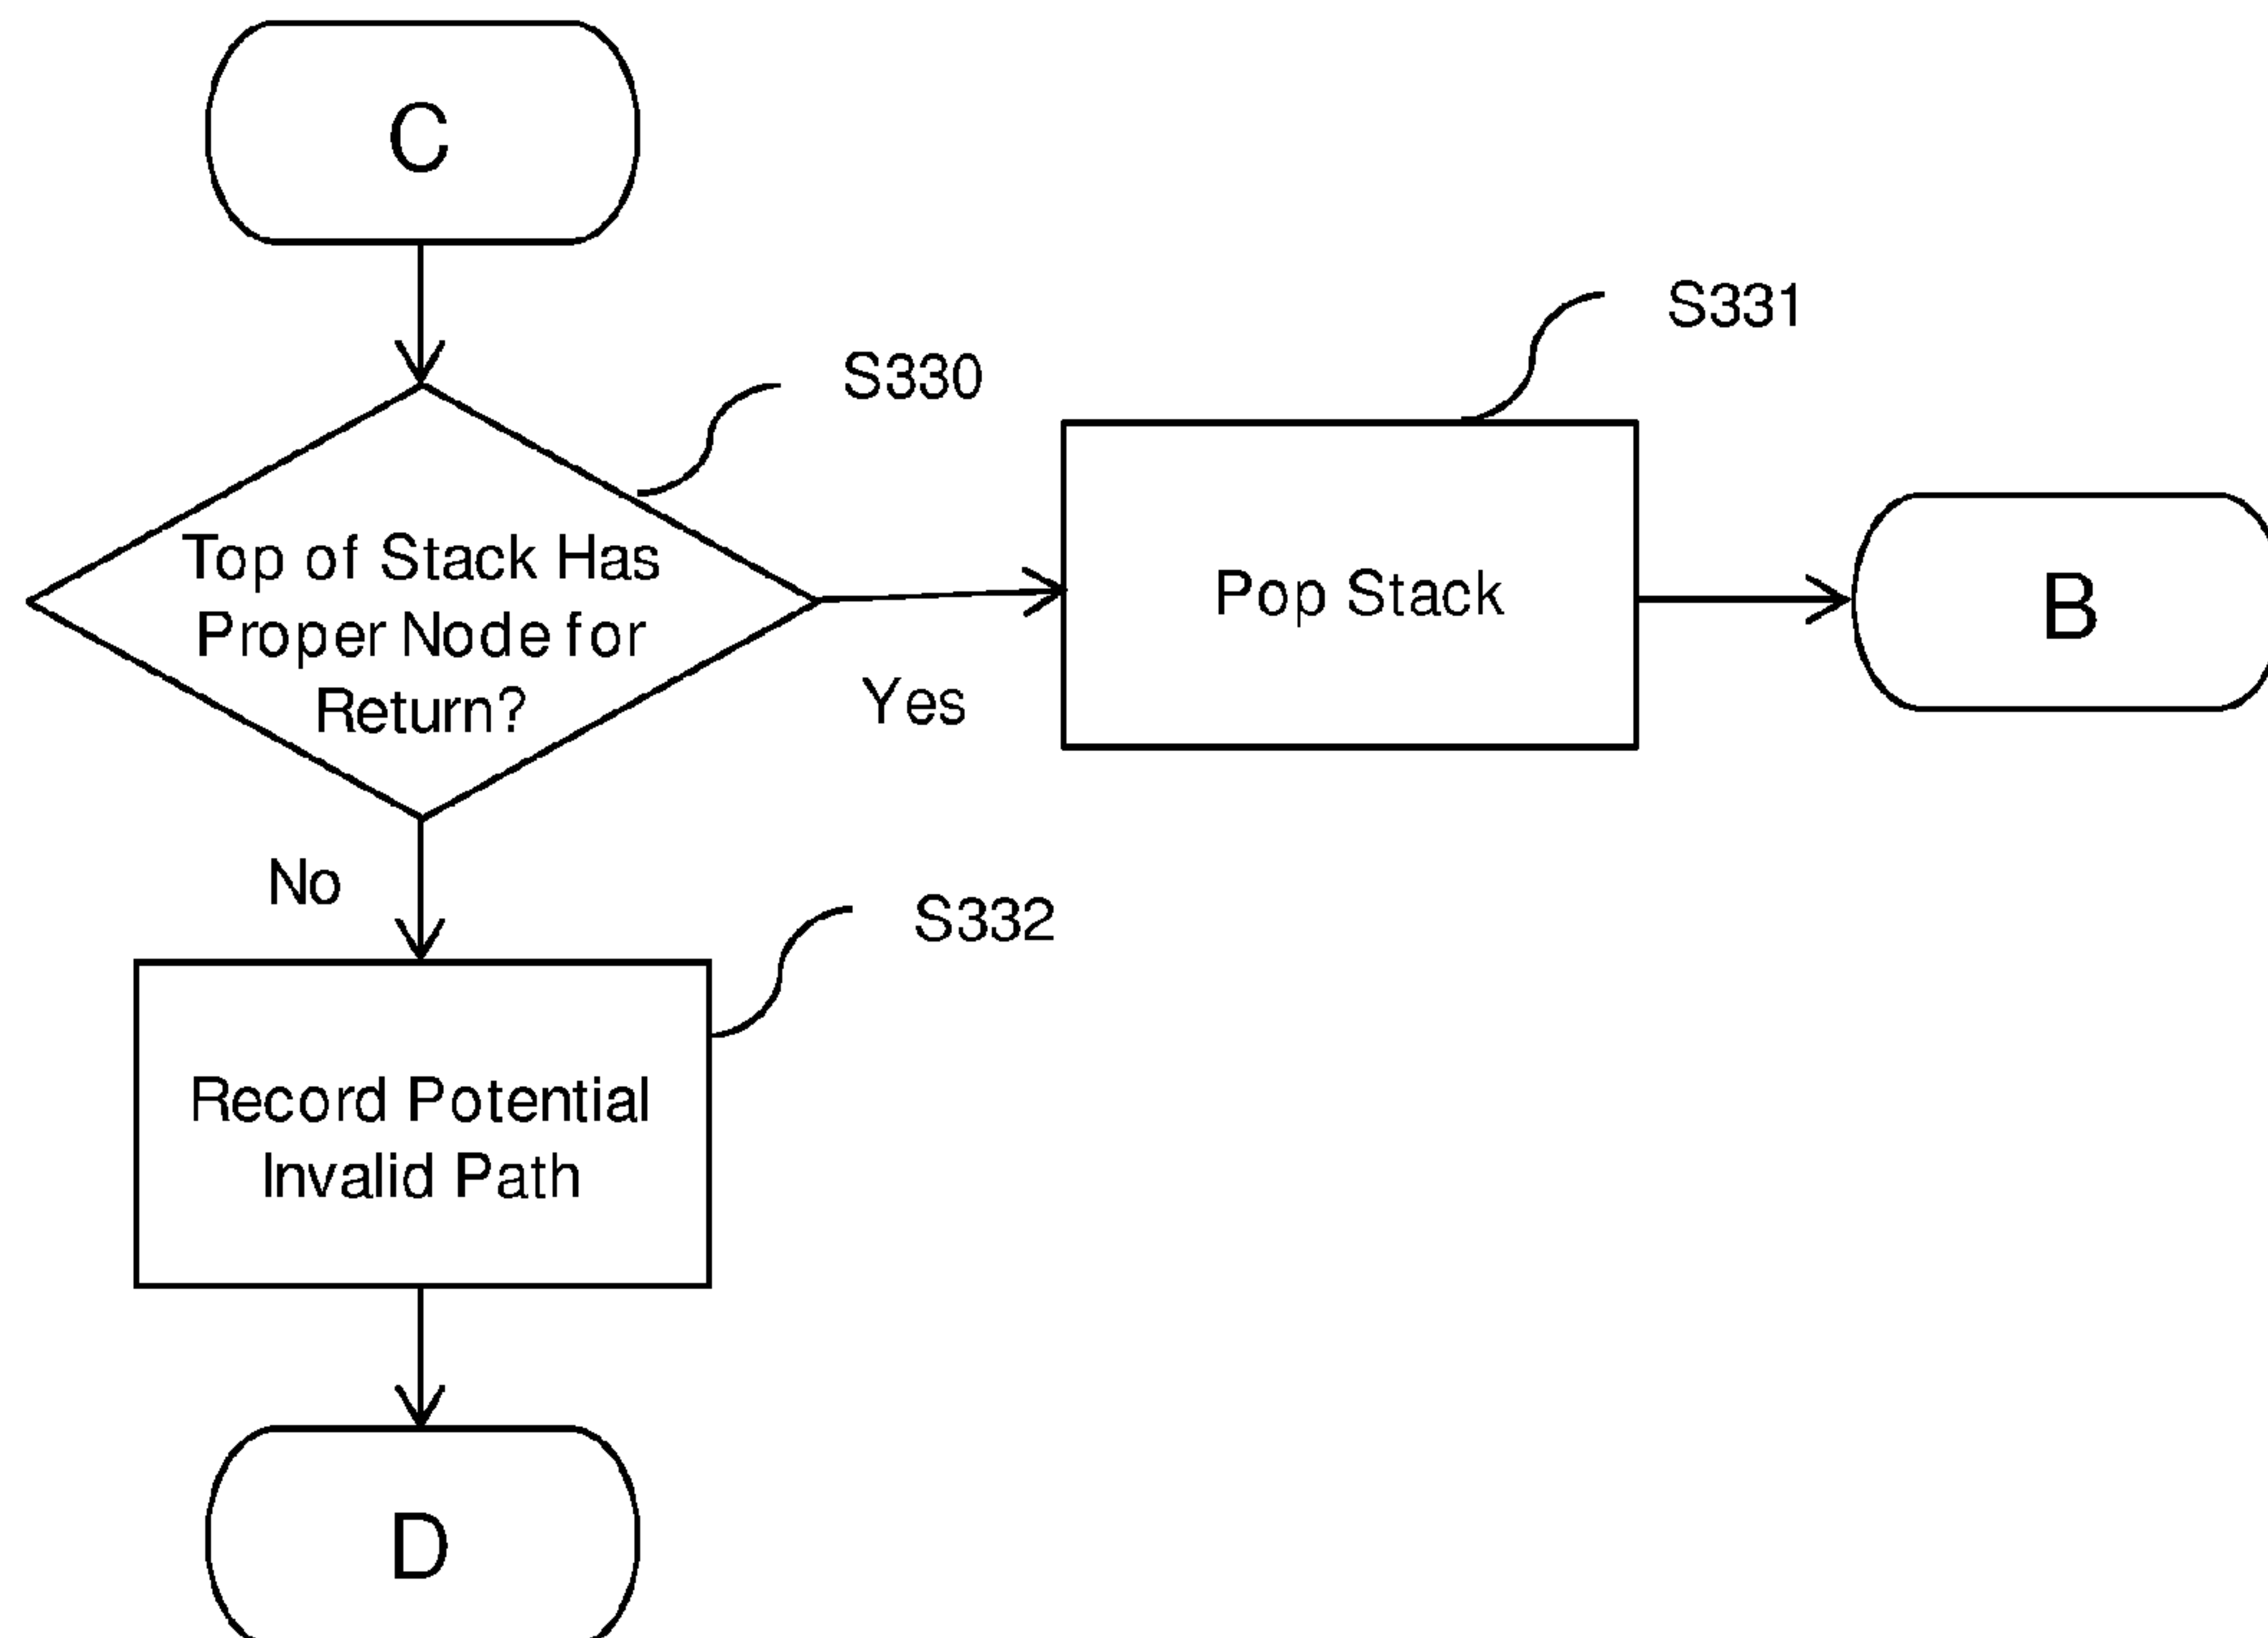 C
S330
S331
Top of Stack Has
Proper Node for
Return?
Yes
Pop Stack
B
No
S332
Record Potential
Invalid Path
D